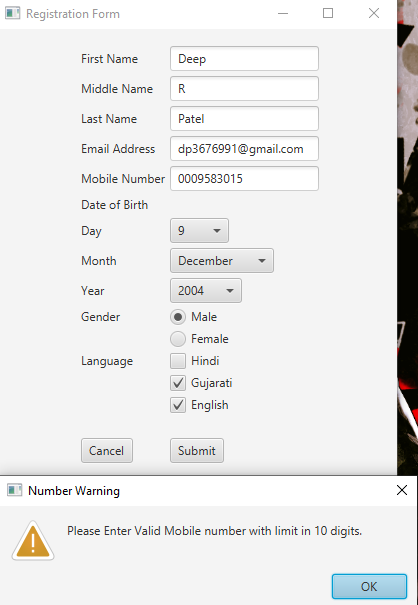 Registration Form
First Name Deep
Middle Name R
Last Name Patel
Email Address dp3676991@gmail.com
Mobile Number 0009583015
Date of Birth
Day 9
Month December
Year 2004
Gender Male
Female
Language Hindi
Gujarati
English
Cancel Submit
Number Warning
Please Enter Valid Mobile number with limit in 10 digits.
OK